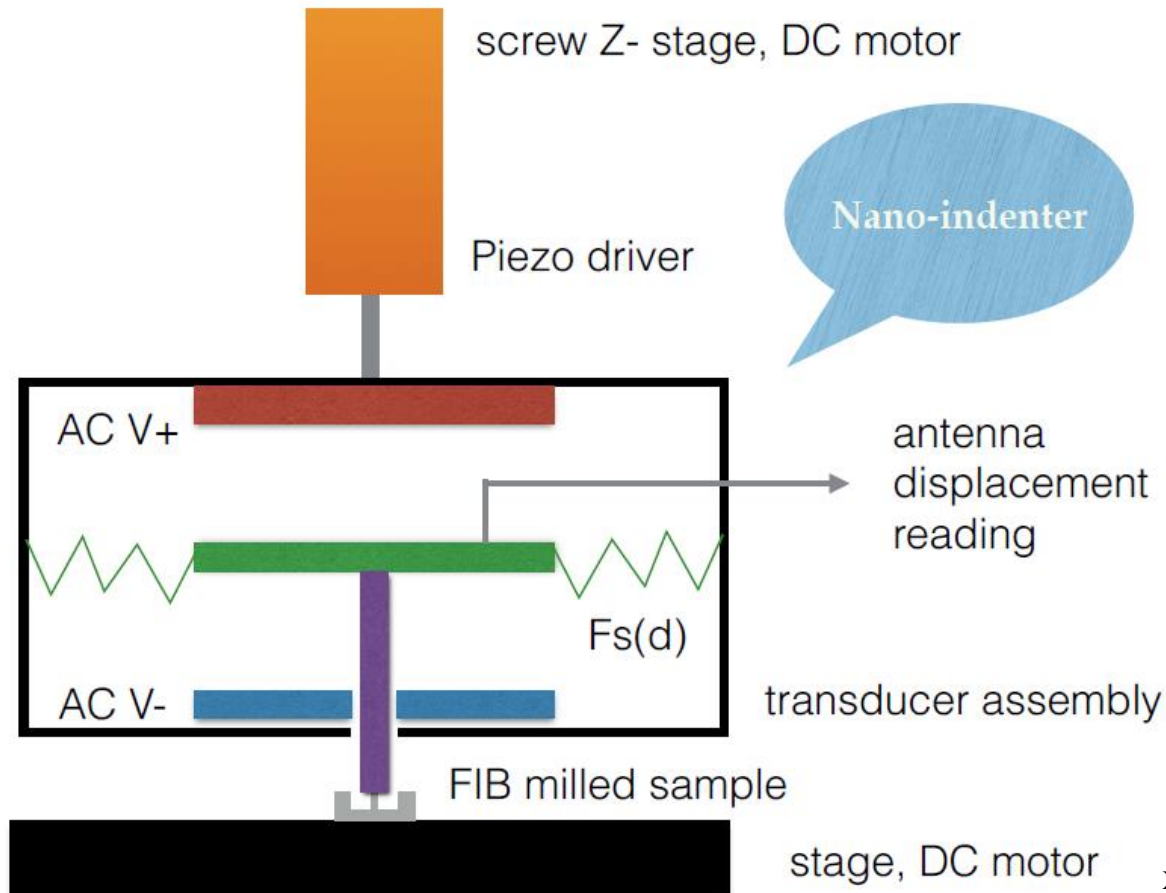 screw Z- stage, DC motor
Nano-indenter
Piezo driver
AC V+
antenna
displacement
reading
Fs(d)
AC V-
transducer assembly
FIB milled sample
stage, DC motor